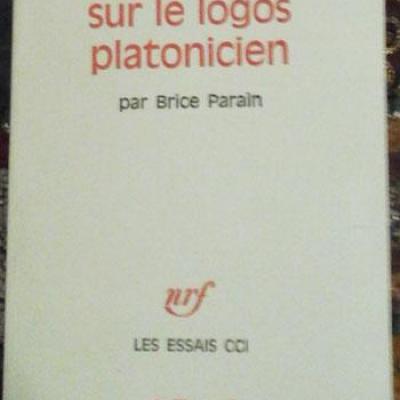 sur le logos
platonicien
par Brice Parain
nrf
LES ESSAIS CCI